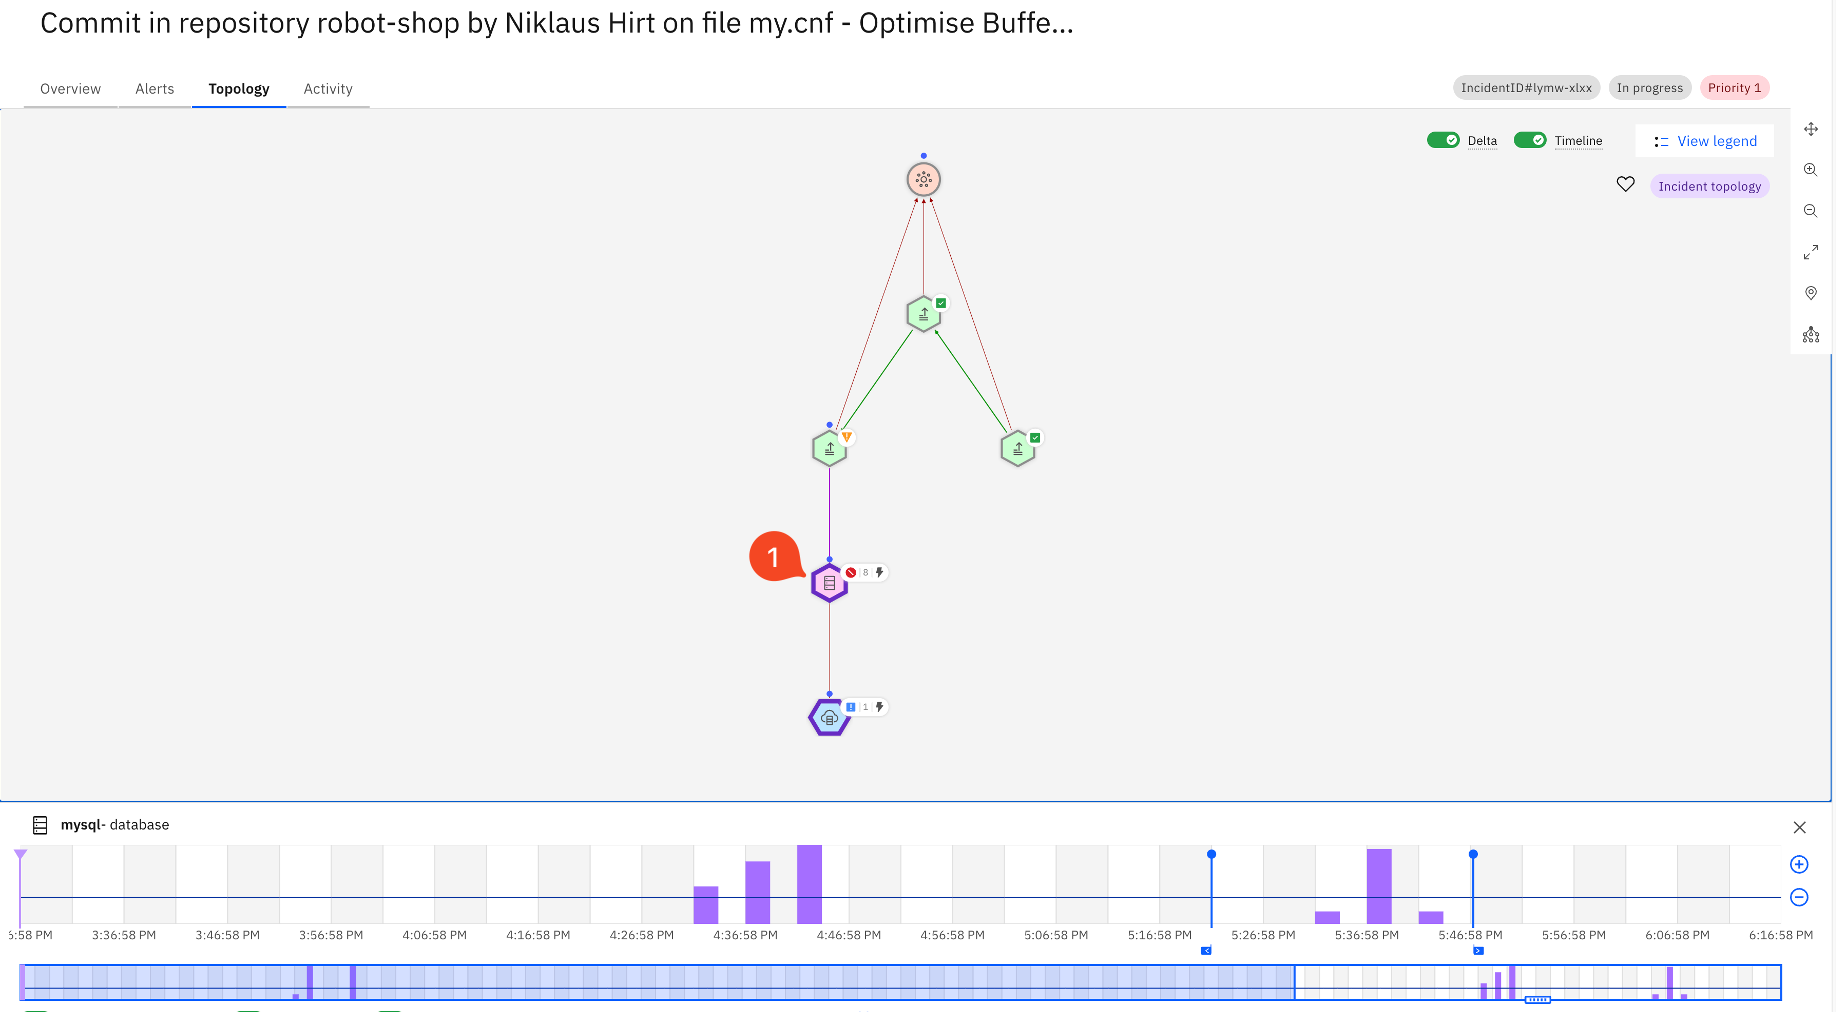 Commit in repository robot-shop by Niklaus Hirt on file my.cnf - Optimise Buffe...
Overview Alerts Topology Activity IncidentID#lymw-xlxx In progress Priority 1
Delta Timeline View legend
Incident topology
1
8
1
mysql- database
:58 PM 3:36:58 PM 3:46:58 PM 3:56:58 PM 4:06:58 PM 4:16:58 PM 4:26:58 PM 4:36:58 PM 4:46:58 PM 4:56:58 PM 5:06:58 PM 5:16:58 PM 5:26:58 PM 5:36:58 PM 5:46:58 PM 5:56:58 PM 6:06:58 PM 6:16:58 PM